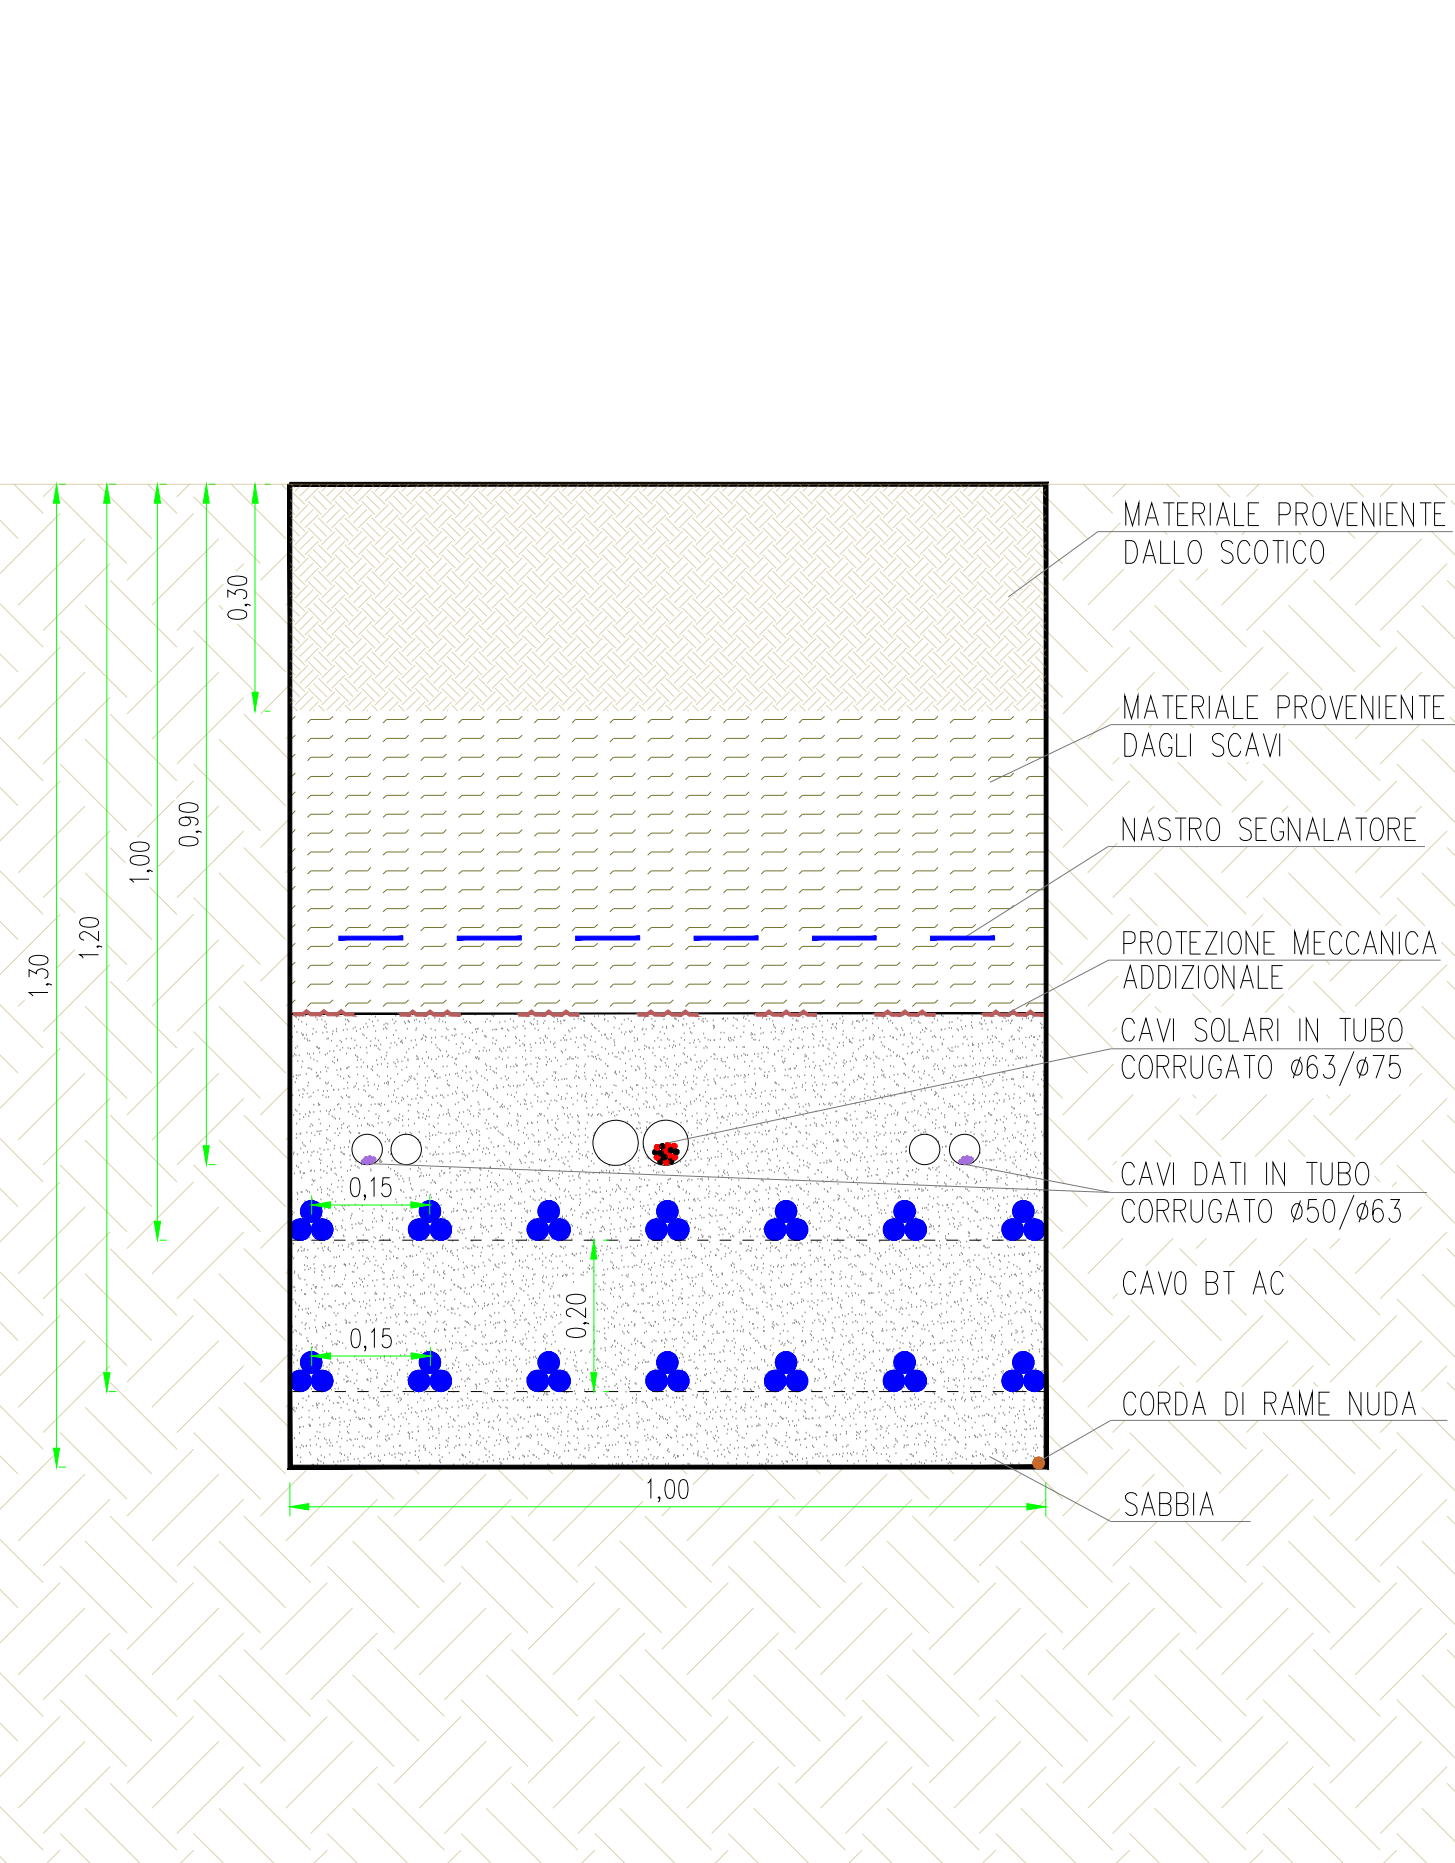 MATERIALE PROVENIENTE
DALLO SCOTICO
0,30
MATERIALE PROVENIENTE
DAGLI SCAVI
0,90
NASTRO SEGNALATORE
1,00
1,20
PROTEZIONE MECCANICA
ADDIZIONALE
1,30
CAVI SOLARI IN TUBO
CORRUGATO ø63/ø75
CAVI DATI IN TUBO
CORRUGATO ø50/ø63
0,15
CAVO BT AC
0,20
0,15
CORDA DI RAME NUDA
1,00
SABBIA